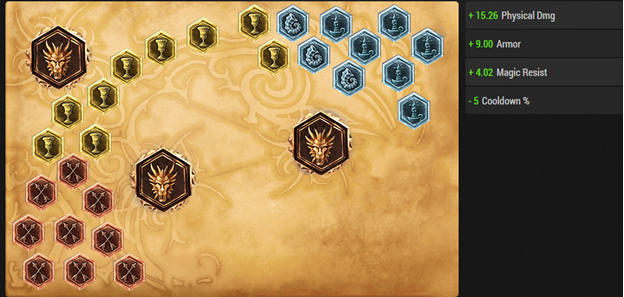 + 15.26 Physical Dmg
+ 9.00 Armor
+ 4.02 Magic Resist
- 5 Cooldown %